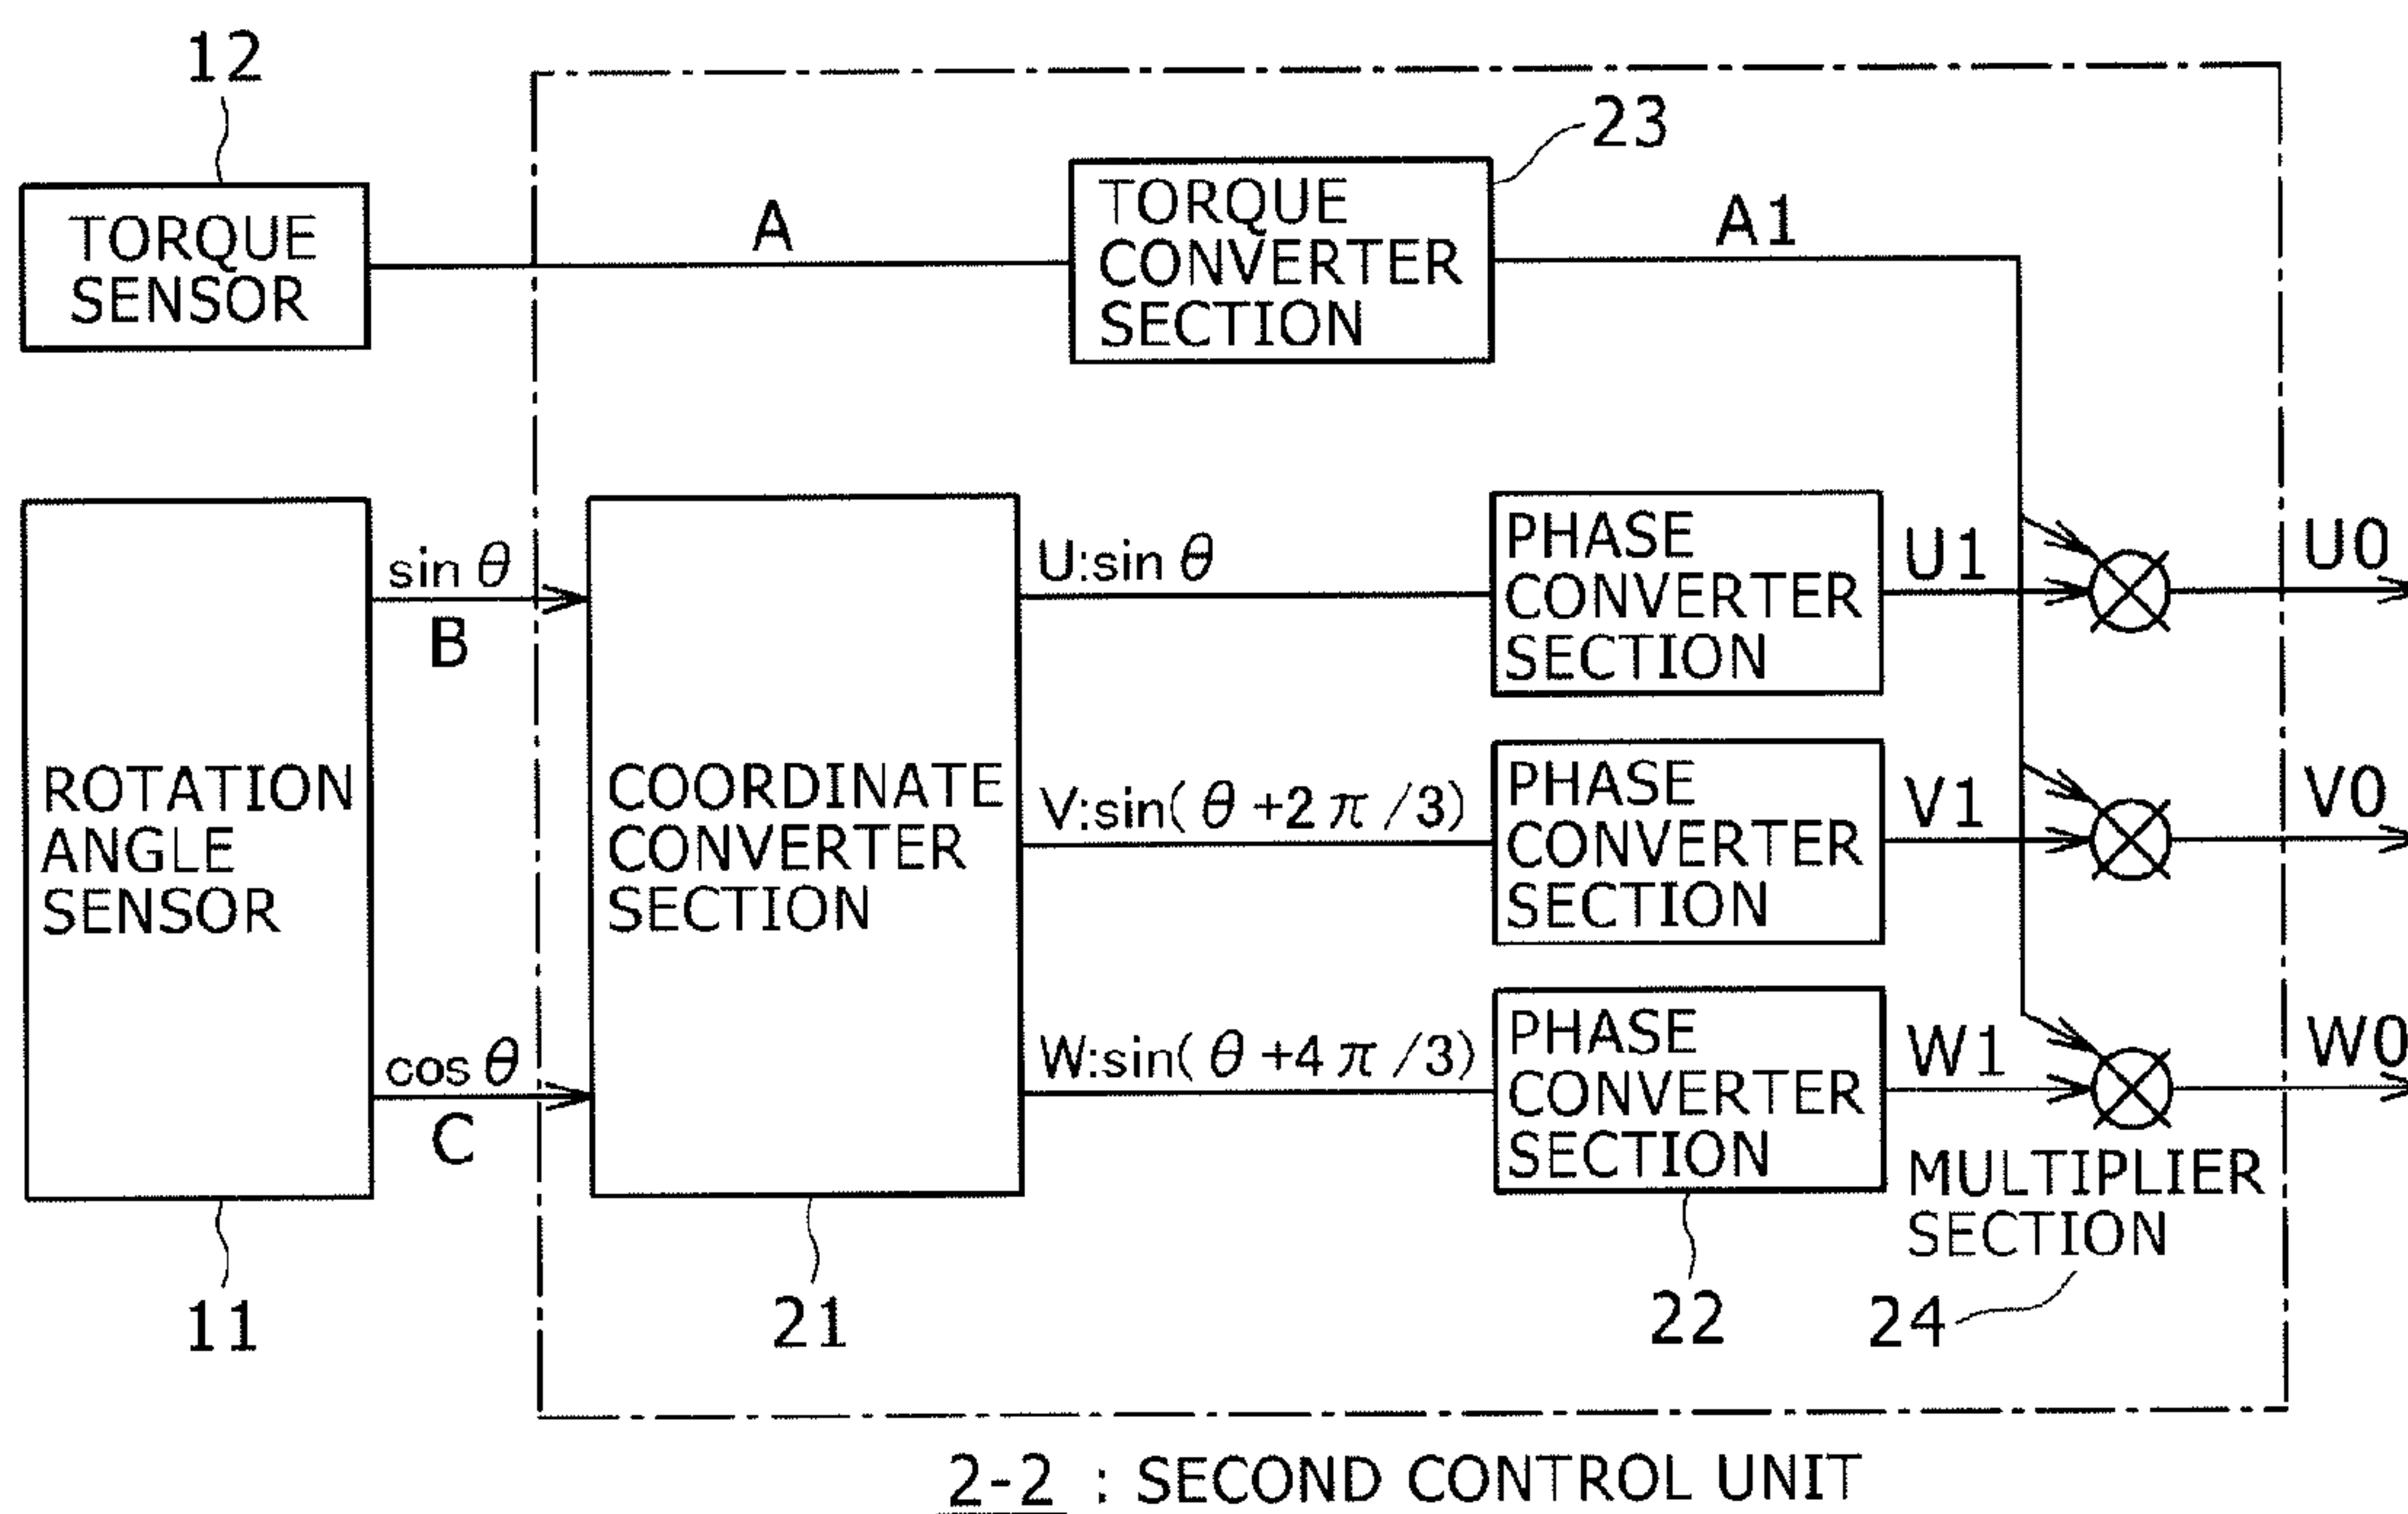 12
23
TORQUE
SENSOR
A
TORQUE
CONVERTER
SECTION
A1
ROTATION
ANGLE
SENSOR
sin θ
B
cos θ
C
COORDINATE
CONVERTER
SECTION
U:sin θ
V:sin( θ +2 π /3)
W:sin( θ +4 π /3)
PHASE
CONVERTER
SECTION
U1
U0
PHASE
CONVERTER
SECTION
V1
V0
PHASE
CONVERTER
SECTION
W1
W0
MULTIPLIER
SECTION
11
21
22
24
2-2 : SECOND CONTROL UNIT